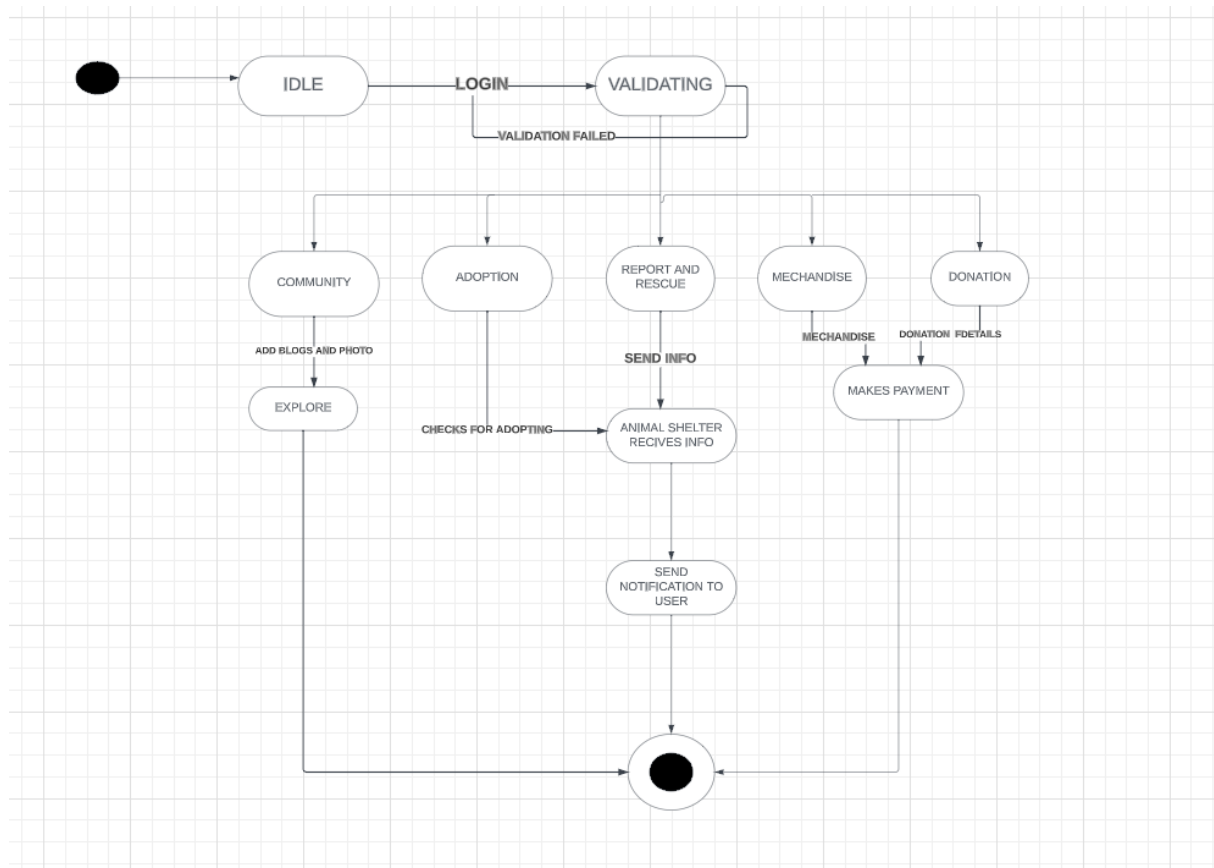 IDLE
LOGIN
VALIDATING
VALIDATION FAILED
COMMUNITY
ADOPTION
REPORT AND
RESCUE
MECHANDISE
DONATION
ADD BLOGS AND PHOTO
SEND INFO
MECHANDISE
DONATION FDETAILS
EXPLORE
MAKES PAYMENT
CHECKS FOR ADOPTING
ANIMAL SHELTER
RECIVES INFO
SEND
NOTIFICATION TO
USER